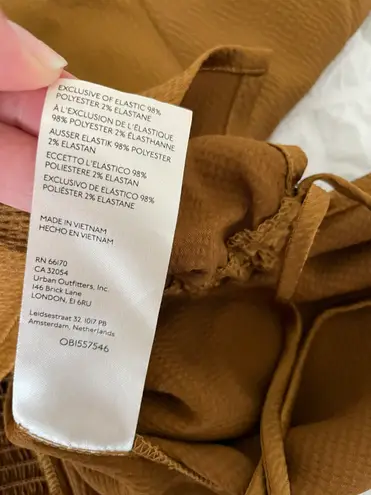 EXCLUSIVE OF ELASTIC 98%
POLYESTER 2% ELASTANE
À L'EXCLUSION DE L'ÉLASTIQUE,
98% POLYESTER 2% ÉLASTHANNE
AUSSER ELASTIK 98% POLYESTER
2% ELASTAN
ECCETTO L'ELASTICO 98%
POLIESTERE 2% ELASTAN
EXCLUSIVO DE ELÁSTICO 98%
POLIÉSTER 2% ELASTANE
MADE IN VIETNAM
HECHO EN VIETNAM
RN 66170
CA 32054
Urban Outfitters, Inc
146 Brick Lane
LONDON, E1 6RU
Leidsestraat 32, 1017 PB
Amsterdam, Netherlands
OB1557546